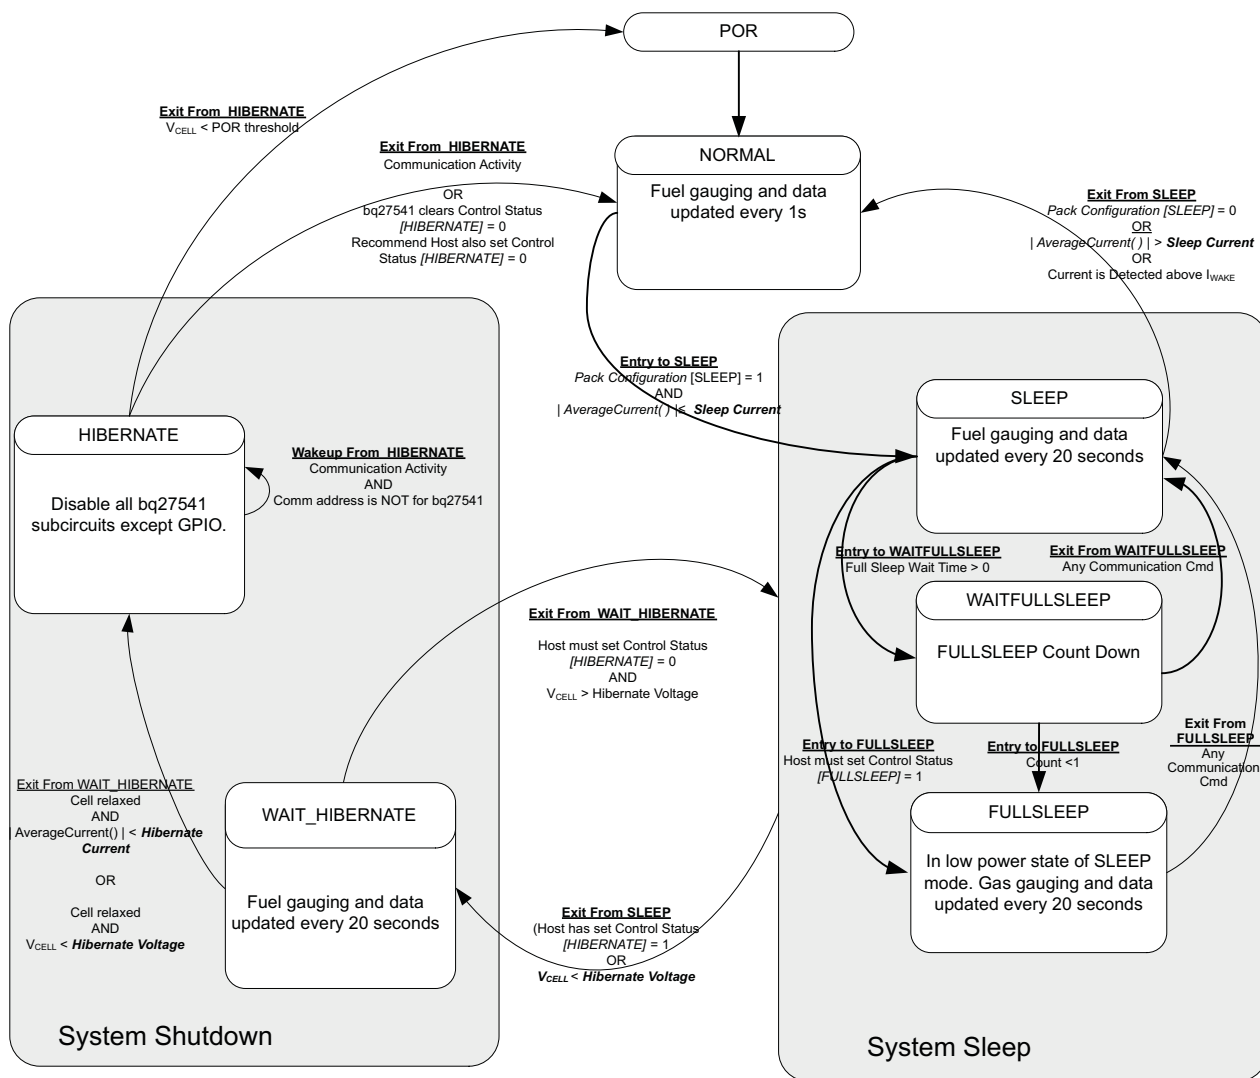 POR
Exit From HIBERNATE
VCELL < POR threshold
Exit From HIBERNATE
Communication Activity
OR
bq27541 clears Control Status
[HIBERNATE] = 0
Recommend Host also set Control
Status [HIBERNATE] = 0
NORMAL
Fuel gauging and data
updated every 1s
Exit From SLEEP
Pack Configuration [SLEEP] = 0
OR
| AverageCurrent( ) | > Sleep Current
OR
Current is Detected above IWAKE
Entry to SLEEP
Pack Configuration [SLEEP] = 1
AND
| AverageCurrent( ) |≤ Sleep Current
HIBERNATE
Disable all bq27541
subcircuits except GPIO.
Wakeup From HIBERNATE
Communication Activity
AND
Comm address is NOT for bq27541
SLEEP
Fuel gauging and data
updated every 20 seconds
Entry to WAITFULLSLEEP
Full Sleep Wait Time > 0
Exit From WAITFULLSLEEP
Any Communication Cmd
WAITFULLSLEEP
FULLSLEEP Count Down
Exit From WAIT_HIBERNATE
Host must set Control Status
[HIBERNATE] = 0
AND
VCELL > Hibernate Voltage
Entry to FULLSLEEP
Host must set Control Status
[FULLSLEEP] = 1
Entry to FULLSLEEP
Count <1
Exit From
FULLSLEEP
Any
Communication
Cmd
Exit From WAIT_HIBERNATE
Cell relaxed
AND
| AverageCurrent() | < Hibernate
Current
OR
Cell relaxed
AND
VCELL < Hibernate Voltage
WAIT_HIBERNATE
Fuel gauging and data
updated every 20 seconds
FULLSLEEP
In low power state of SLEEP
mode. Gas gauging and data
updated every 20 seconds
Exit From SLEEP
(Host has set Control Status
[HIBERNATE] = 1
OR
VCELL < Hibernate Voltage
System Shutdown
System Sleep